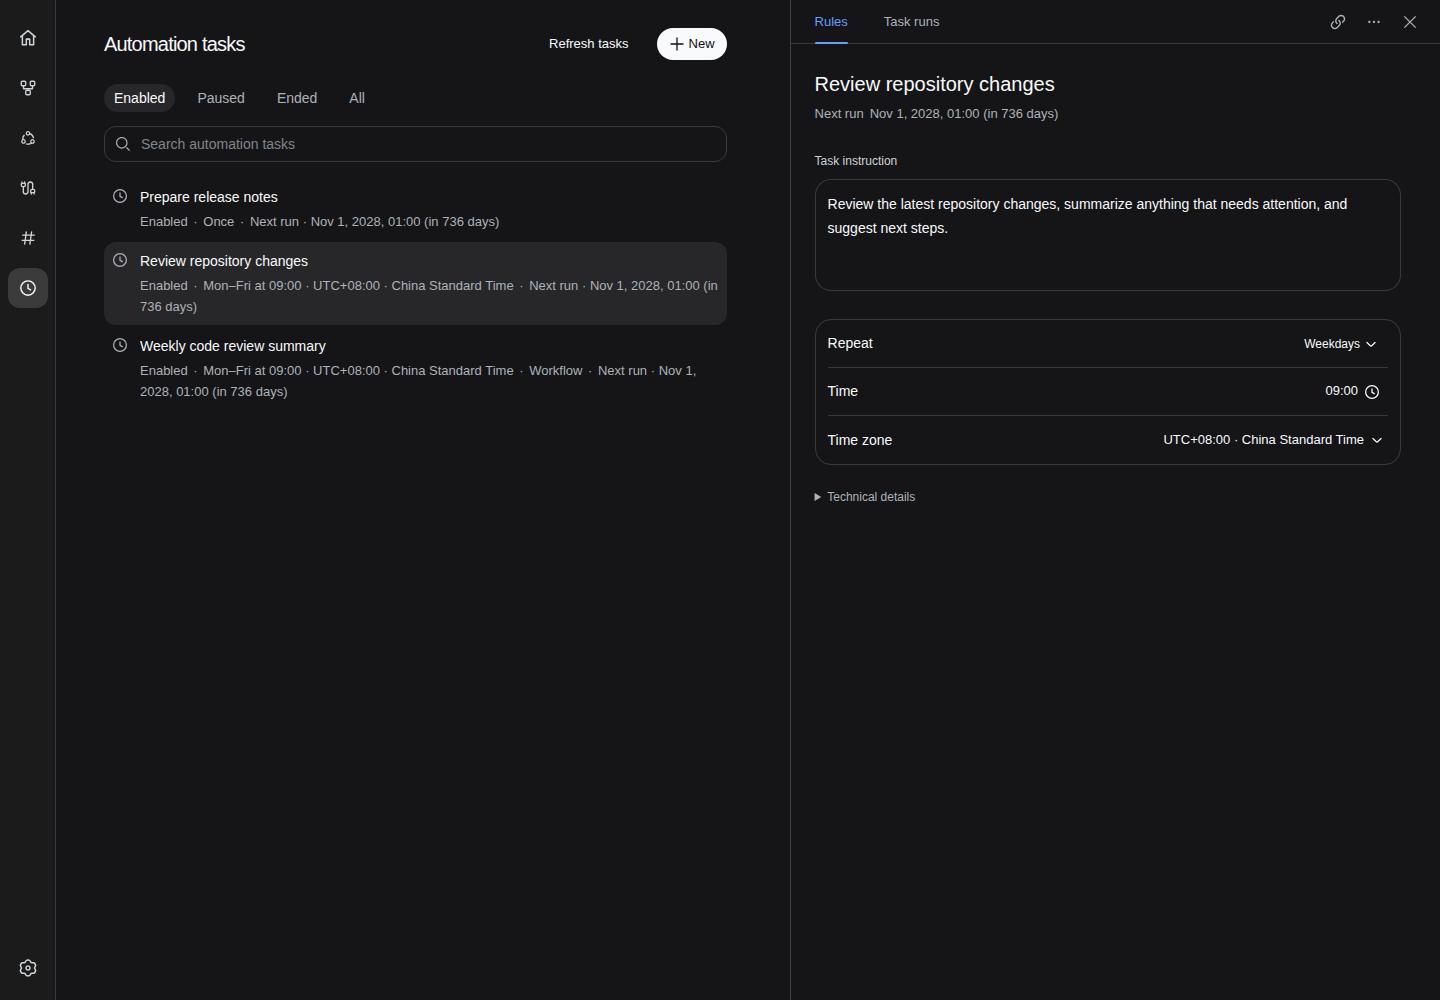 Automation tasks
Refresh tasks
New
Enabled
Paused
Ended
All
Search automation tasks
Prepare release notes
Enabled · Once · Next run · Nov 1, 2028, 01:00 (in 736 days)
Review repository changes
Enabled · Mon–Fri at 09:00 · UTC+08:00 · China Standard Time · Next run · Nov 1, 2028, 01:00 (in
736 days)
Weekly code review summary
Enabled · Mon–Fri at 09:00 · UTC+08:00 · China Standard Time · Workflow · Next run · Nov 1,
2028, 01:00 (in 736 days)
Rules
Task runs
Review repository changes
Next run Nov 1, 2028, 01:00 (in 736 days)
Task instruction
Review the latest repository changes, summarize anything that needs attention, and
suggest next steps.
Repeat
Weekdays
Time
09:00
Time zone
UTC+08:00 · China Standard Time
Technical details